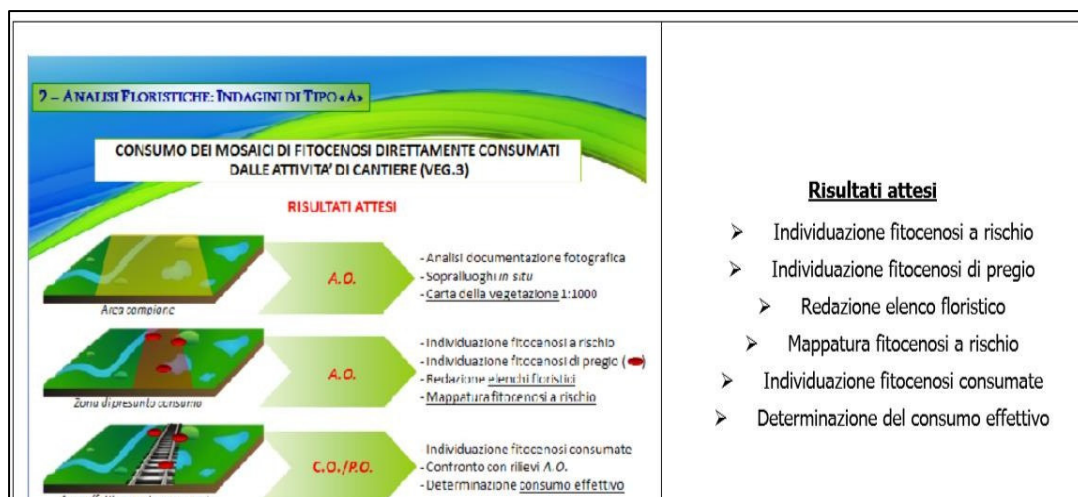 2 – ANALISI FLORISTICHE: INDAGINI DI TIPO «A»
CONSUMO DEI MOSAICI DI FITOCENOSI DIRETTAMENTE CONSUMATI
DALLE ATTIVITA' DI CANTIERE (VEG.3)
RISULTATI ATTESI
Area campione
A.O.
- Analisi documentazione fotografica
- Sopralluoghi in situ
- Carta della vegetazione 1:1000
Zona di presunto consumo
A.O.
- Individuazione fitocenosi a rischio
- Individuazione fitocenosi di pregio ( )
- Redazione elenchi floristici
- Mappatura fitocenosi a rischio
C.O./P.O.
- Individuazione fitocenosi consumate
- Confronto con rilievi A.O.
- Determinazione consumo effettivo
Risultati attesi
➢ Individuazione fitocenosi a rischio
➢ Individuazione fitocenosi di pregio
➢ Redazione elenco floristico
➢ Mappatura fitocenosi a rischio
➢ Individuazione fitocenosi consumate
➢ Determinazione del consumo effettivo